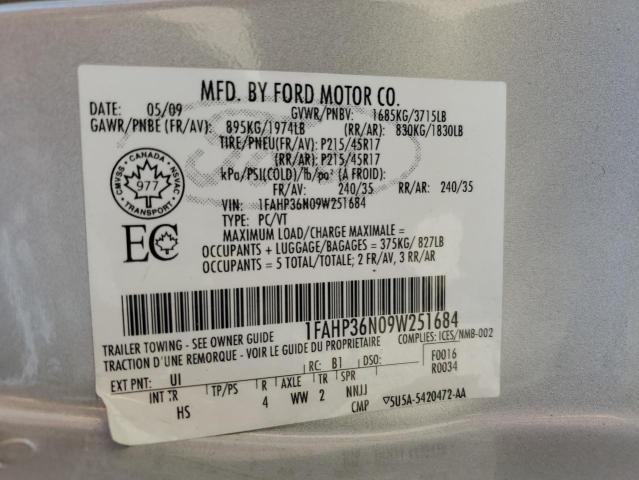 MFD. BY FORD MOTOR CO.
DATE: 05/09 GVWR/PNBV: 1685KG/3715LB
GAWR/PNBE (FR/AV): 895KG/1974LB (RR/AR): 830KG/1830LB
TIRE/PNEU(FR/AV): P215/45R17
(RR/AR): P215/45R17
kPa/PSI(COLD)/lb/po² (À FROID):
FR/AV: 240/35 RR/AR: 240/35
VIN: 1FAHP36N09W251684
TYPE: PC/VT
MAXIMUM LOAD/CHARGE MAXIMALE =
OCCUPANTS + LUGGAGE/BAGAGES = 375KG/ 827LB
OCCUPANTS = 5 TOTAL/TOTALE; 2 FR/AV, 3 RR/AR
CANADA
CMVSS NSVAC
977
TRANSPORT
EC
1FAHP36N09W251684
TRAILER TOWING - SEE OWNER GUIDE COMPLIES: ICES/NMB-002
TRACTION D'UNE REMORQUE - VOIR LE GUIDE DU PROPRIETAIRE
EXT PNT: UI RC: B1 DSO: F0016
R0034
INT TR TP/PS R AXLE TR SPR
HS 4 WW 2 NNJJ
CMP ▽5U5A-5420472-AA